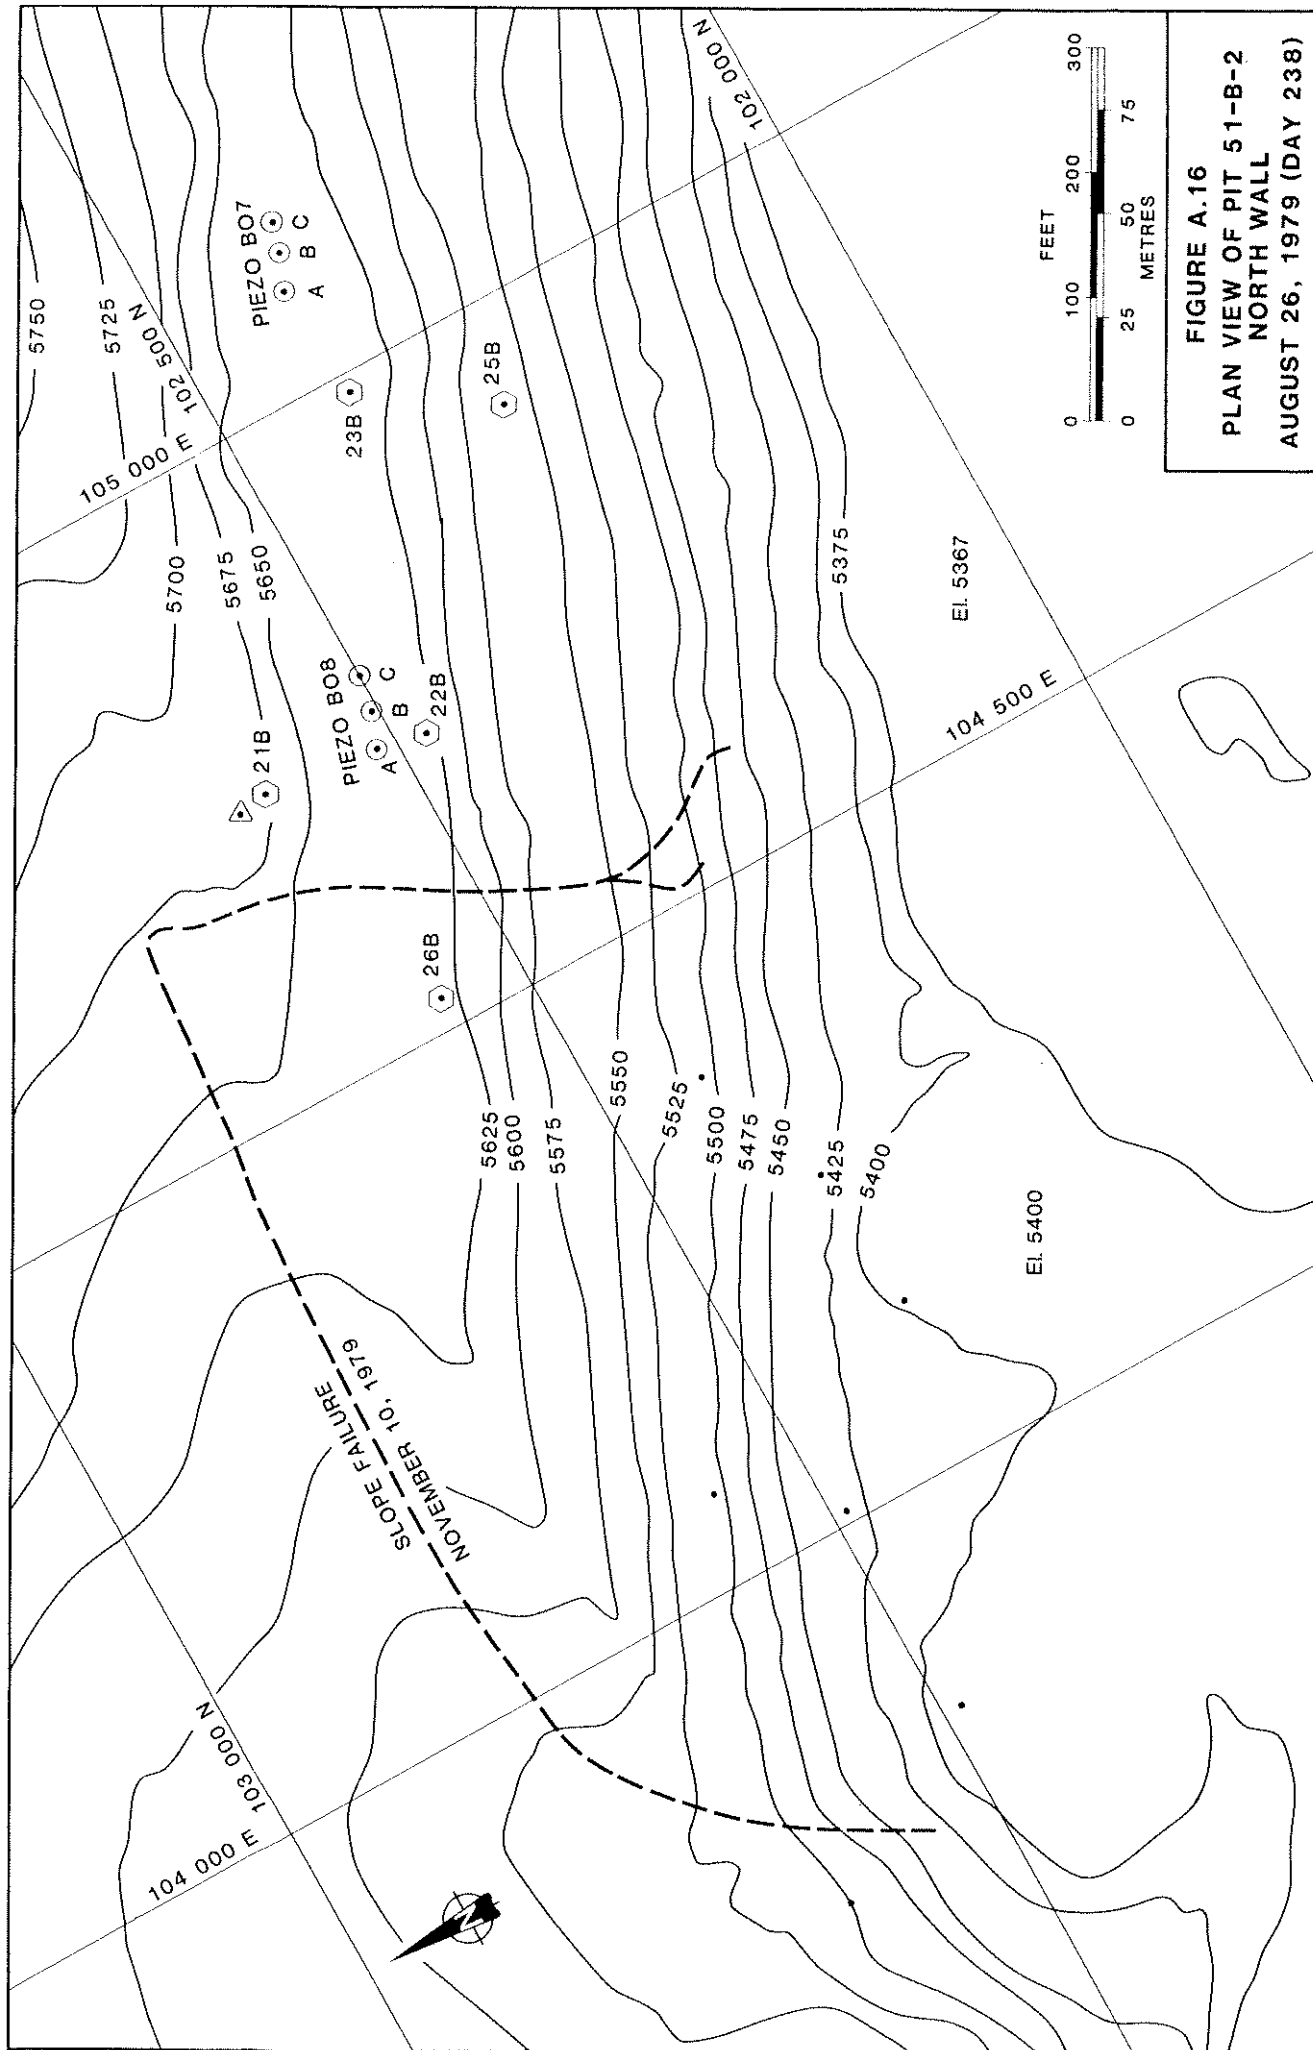 5750
5725
5700
5675
5650
102 500 N
105 000 E
PIEZO BO7
A
B
C
23B
25B
PIEZO BO8
A
B
C
21B
22B
26B
102 000 N
104 500 E
5375
El. 5367
5625
5600
5575
5550
5525
5500
5475
5450
5425
5400
El. 5400
SLOPE FAILURE
NOVEMBER 10, 1979
103 000 N
104 000 E
N
FEET
0 100 200 300
0 25 50 75
METRES
FIGURE A.16
PLAN VIEW OF PIT 51-B-2
NORTH WALL
AUGUST 26, 1979 (DAY 238)